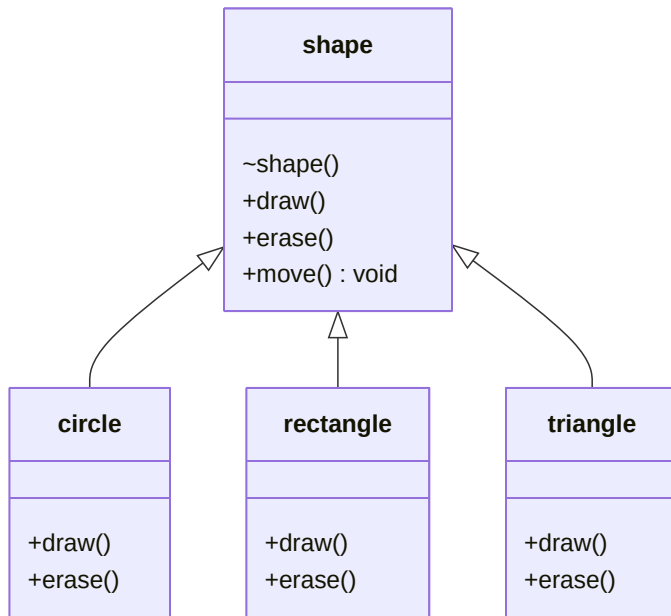 shape
~shape()
+draw()
+erase()
+move() : void
circle
+draw()
+erase()
rectangle
+draw()
+erase()
triangle
+draw()
+erase()